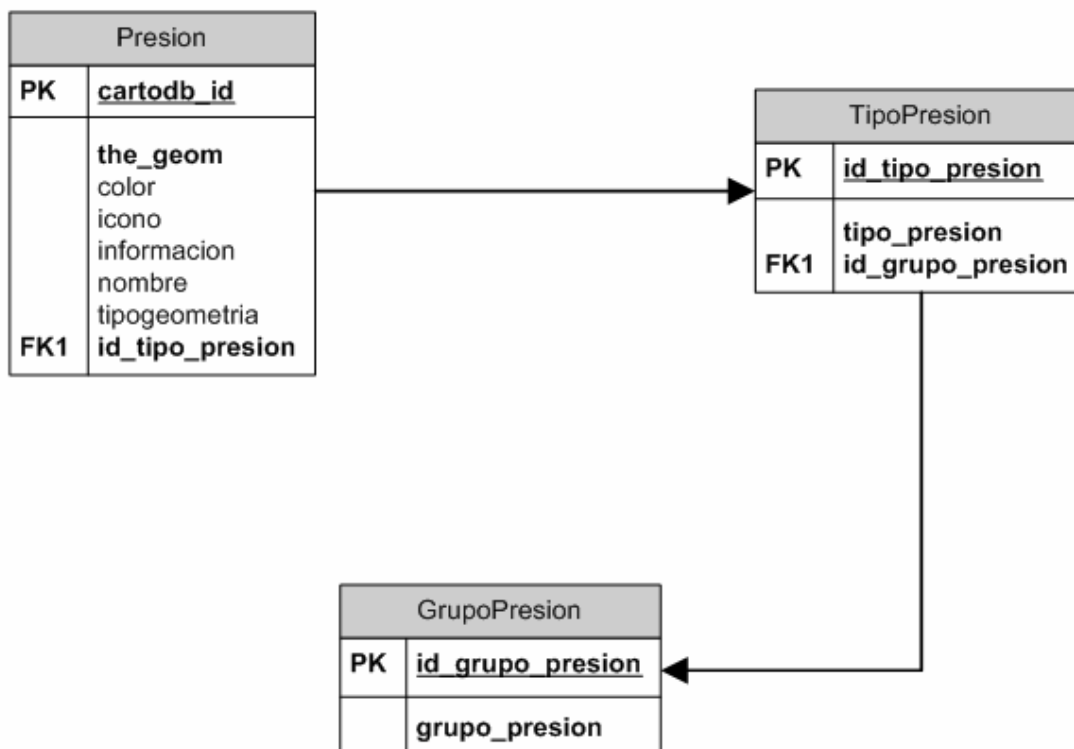 Presion
PK cartodb_id
the_geom
color
icono
informacion
nombre
tipogeometria
FK1 id_tipo_presion
TipoPresion
PK id_tipo_presion
tipo_presion
FK1 id_grupo_presion
GrupoPresion
PK id_grupo_presion
grupo_presion